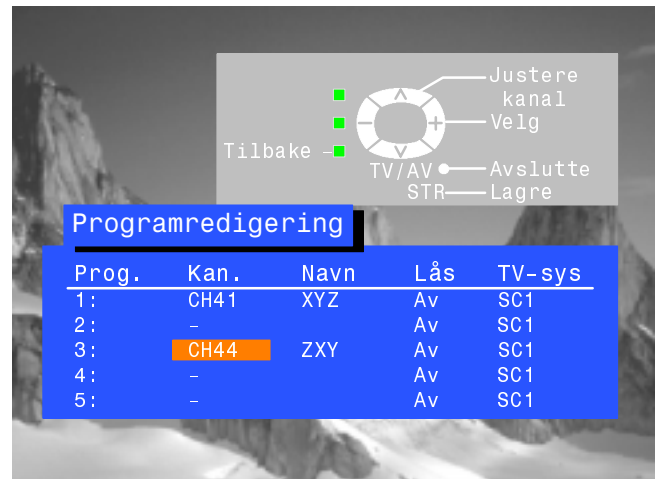 Justere
kanal
Velg
Tilbake
TV/AV Avslutte
STR Lagre
Programredigering
Prog. Kan. Navn Lås TV-sys
1: CH41 XYZ Av SC1
2: - Av SC1
3: CH44 ZXY Av SC1
4: - Av SC1
5: - Av SC1